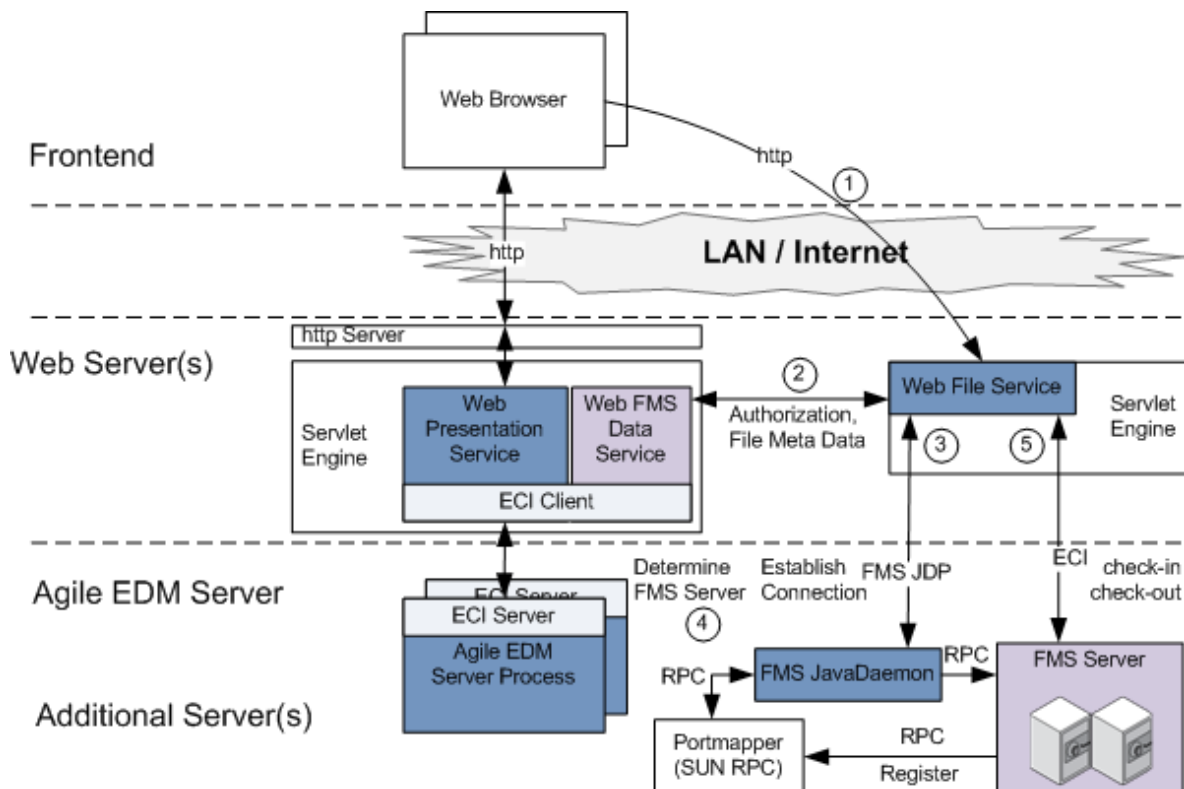 Web Browser
Frontend
http
1
LAN / Internet
http
http Server
Web Server(s)
Servlet
Engine
Web
Presentation
Service
Web FMS
Data
Service
ECI Client
2
Authorization,
File Meta Data
Web File Service
Servlet
Engine
3
5
Agile EDM Server
ECI Server
ECI Server
Agile EDM
Server Process
Determine
FMS Server
4
Establish
Connection
FMS JDP
ECI
check-in
check-out
Additional Server(s)
RPC
FMS JavaDaemon
RPC
FMS Server
Portmapper
(SUN RPC)
RPC
Register